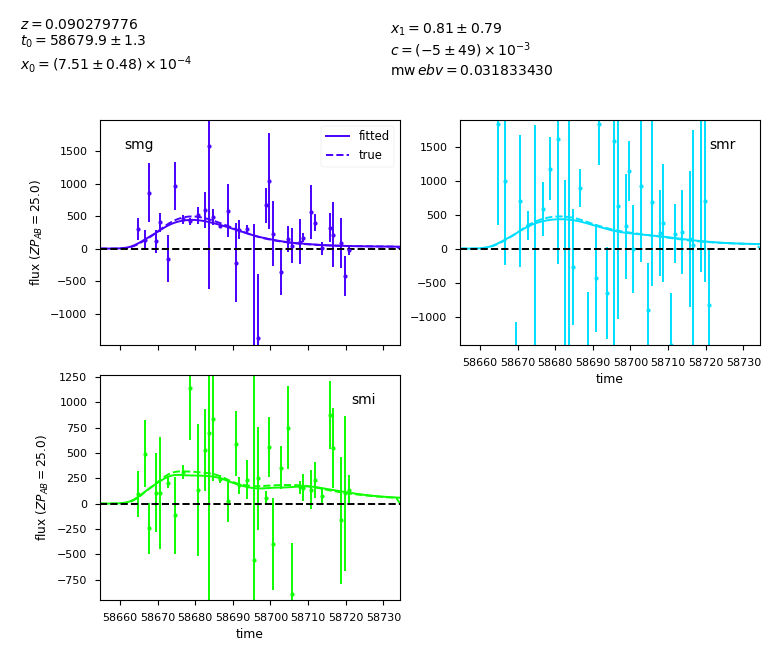 z = 0.090279776
t₀ = 58679.9 ± 1.3
x₀ = (7.51 ± 0.48) × 10⁻⁴
x₁ = 0.81 ± 0.79
c = (−5 ± 49) × 10⁻³
mw ebv = 0.031833430
smg
fitted
true
1500
1000
500
0
−500
−1000
flux (ZP_AB = 25.0)
smr
1500
1000
500
0
−500
−1000
58660 58670 58680 58690 58700 58710 58720 58730
time
smi
1250
1000
750
500
250
0
−250
−500
−750
flux (ZP_AB = 25.0)
58660 58670 58680 58690 58700 58710 58720 58730
time